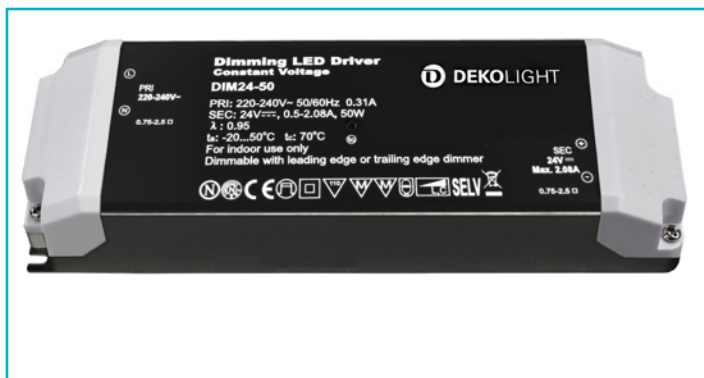 Dimming LED Driver
Constant Voltage
DEKOLIGHT
DIM24-50
L
PRI
220-240V~
N
0.75-2.5
PRI: 220-240V~ 50/60Hz 0.31A
SEC: 24V⎓, 0.5-2.08A, 50W
λ : 0.95
ta: -20...50°C tc: 70°C
For indoor use only
Dimmable with leading edge or trailing edge dimmer
+
SEC
24V ⎓
Max. 2.08A
-
0.75-2.5
N CE 110 M M LC SELV